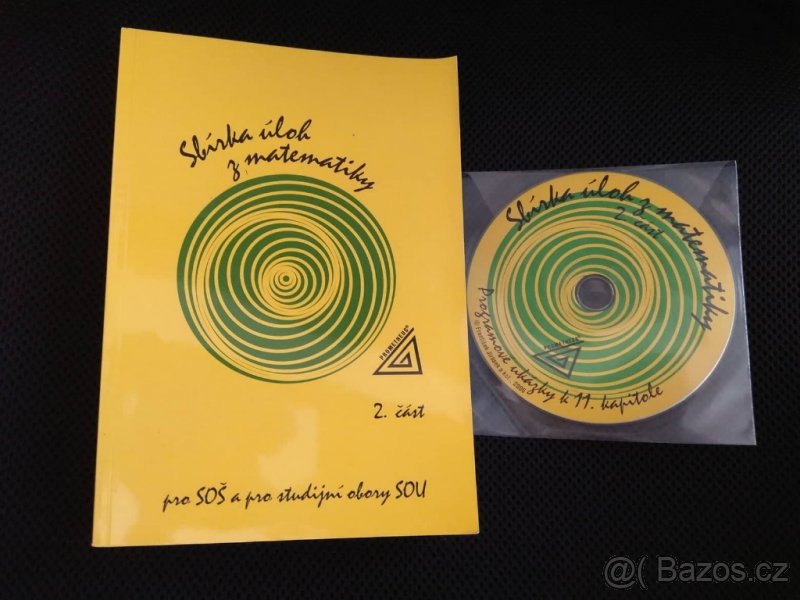 Sbírka úloh
z matematiky
PROMETHEUS
2. část
pro SOŠ a pro studijní obory SOU
Sbírka úloh z matematiky
2. část
PROMETHEUS
Programové ukázky k 11. kapitole
@( Bazos.cz